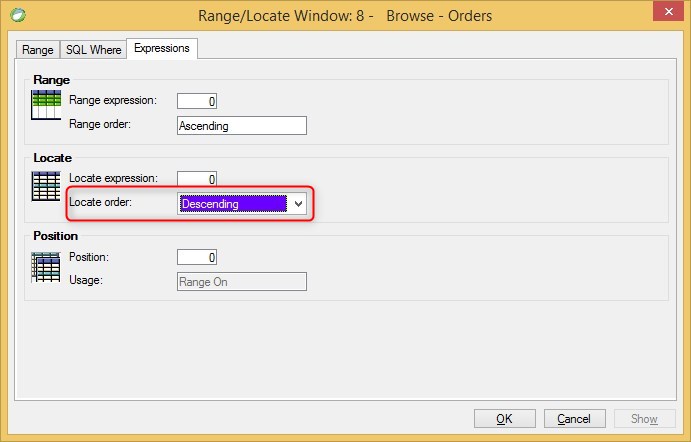 Range/Locate Window: 8 -   Browse - Orders
Range
SQL Where
Expressions
Range
Range expression: 0
Range order: Ascending
Locate
Locate expression: 0
Locate order: Descending
Position
Position: 0
Usage: Range On
OK
Cancel
Show